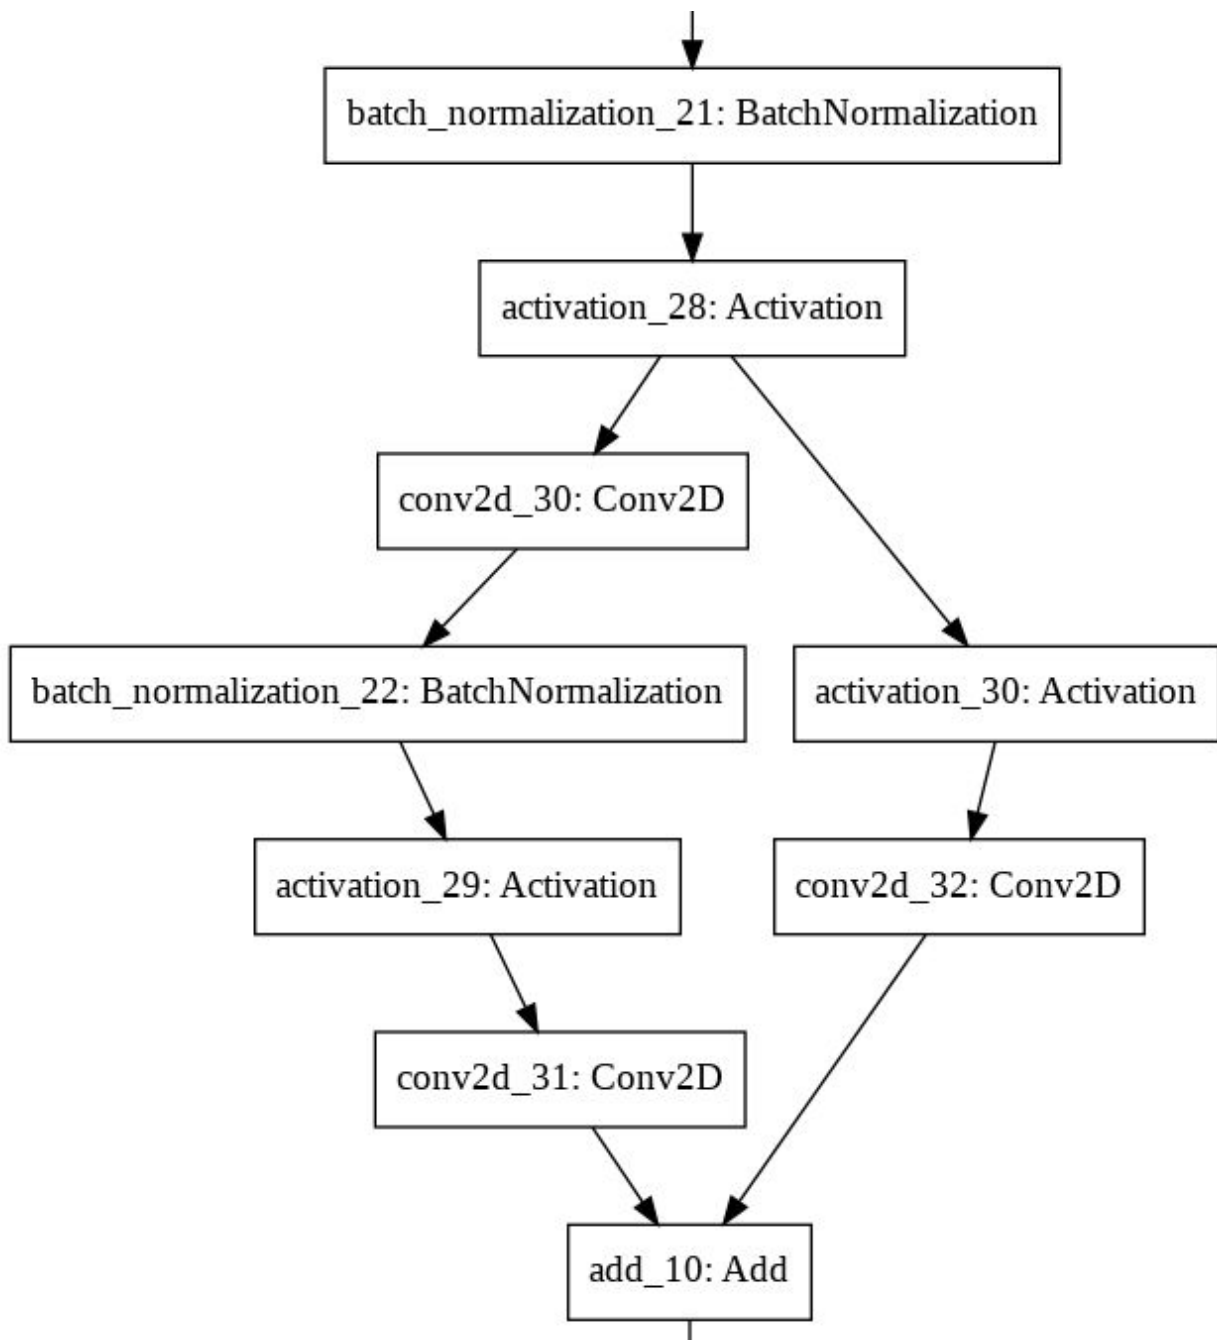 batch_normalization_21: BatchNormalization
activation_28: Activation
conv2d_30: Conv2D
batch_normalization_22: BatchNormalization
activation_30: Activation
activation_29: Activation
conv2d_32: Conv2D
conv2d_31: Conv2D
add_10: Add